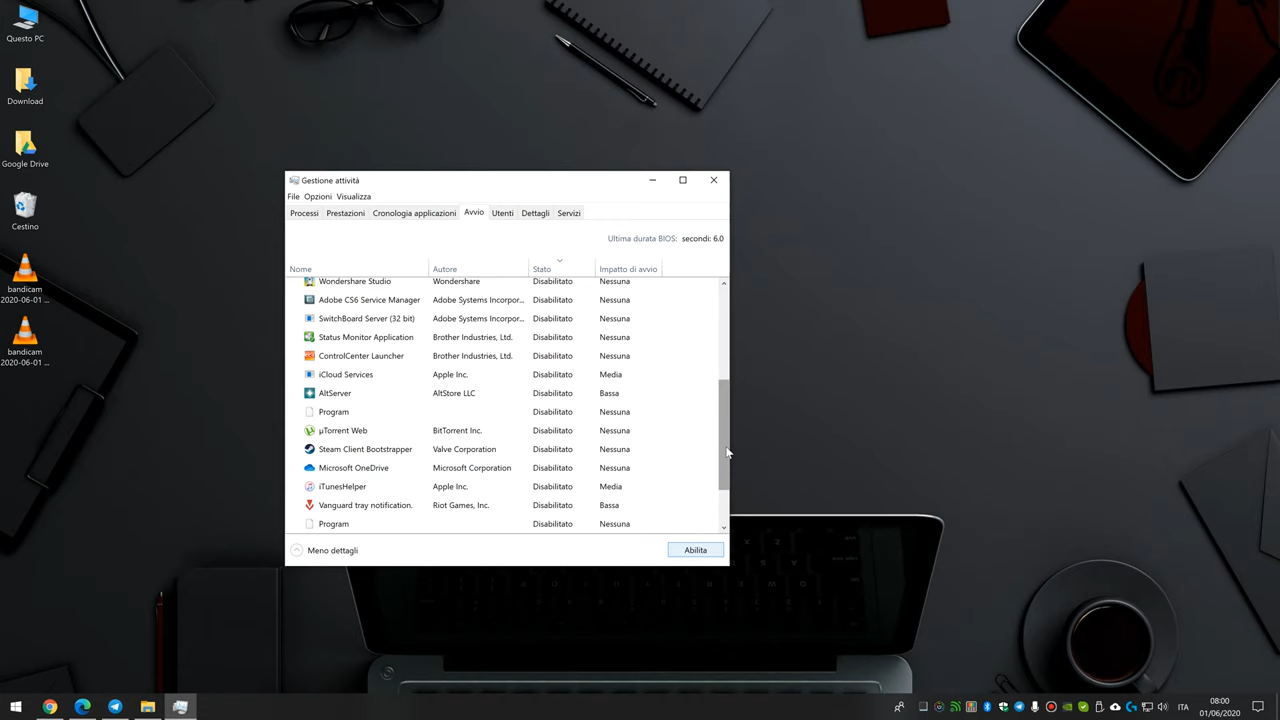 Questo PC
Download
Google Drive
Cestino
bandicam
2020-06-01 ...
bandicam
2020-06-01 ...
Gestione attività
File Opzioni Visualizza
Processi Prestazioni Cronologia applicazioni Avvio Utenti Dettagli Servizi
Ultima durata BIOS: secondi: 6.0
Nome Autore Stato Impatto di avvio
Wondershare Studio Wondershare Disabilitato Nessuna
Adobe CS6 Service Manager Adobe Systems Incorpor... Disabilitato Nessuna
SwitchBoard Server (32 bit) Adobe Systems Incorpor... Disabilitato Nessuna
Status Monitor Application Brother Industries, Ltd. Disabilitato Nessuna
ControlCenter Launcher Brother Industries, Ltd. Disabilitato Nessuna
iCloud Services Apple Inc. Disabilitato Media
AltServer AltStore LLC Disabilitato Bassa
Program Disabilitato Nessuna
µTorrent Web BitTorrent Inc. Disabilitato Nessuna
Steam Client Bootstrapper Valve Corporation Disabilitato Nessuna
Microsoft OneDrive Microsoft Corporation Disabilitato Nessuna
iTunesHelper Apple Inc. Disabilitato Media
Vanguard tray notification. Riot Games, Inc. Disabilitato Bassa
Program Disabilitato Nessuna
Meno dettagli Abilita
ITA
08:00
01/06/2020